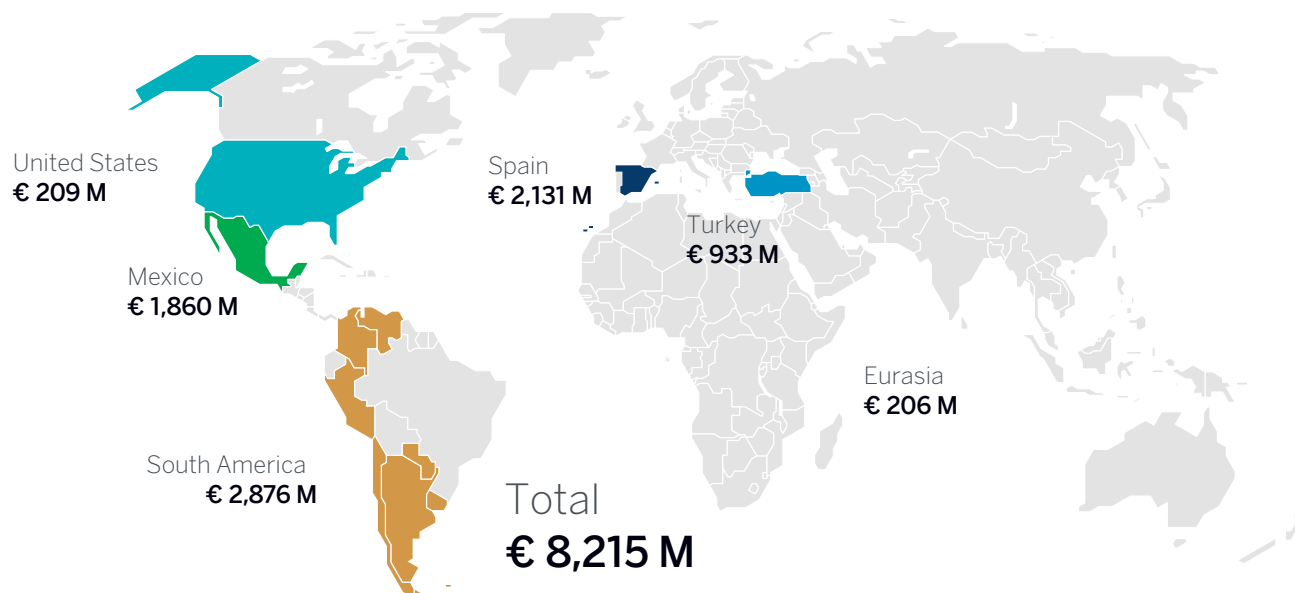 United States
€ 209 M
Spain
€ 2,131 M
Turkey
€ 933 M
Mexico
€ 1,860 M
Eurasia
€ 206 M
South America
€ 2,876 M
Total
€ 8,215 M